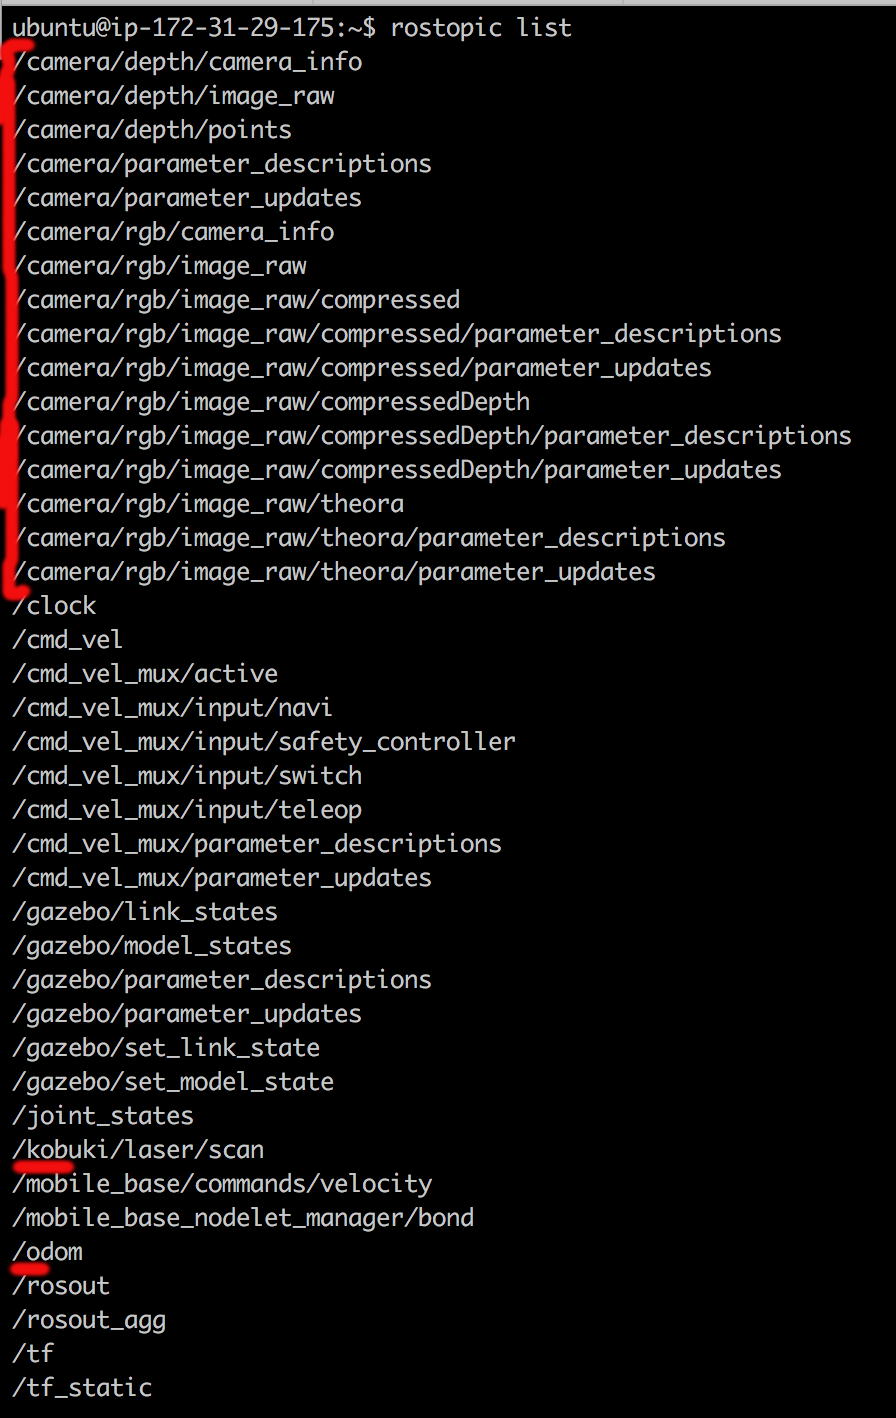 ubuntu@ip-172-31-29-175:~$ rostopic list
/camera/depth/camera_info
/camera/depth/image_raw
/camera/depth/points
/camera/parameter_descriptions
/camera/parameter_updates
/camera/rgb/camera_info
/camera/rgb/image_raw
/camera/rgb/image_raw/compressed
/camera/rgb/image_raw/compressed/parameter_descriptions
/camera/rgb/image_raw/compressed/parameter_updates
/camera/rgb/image_raw/compressedDepth
/camera/rgb/image_raw/compressedDepth/parameter_descriptions
/camera/rgb/image_raw/compressedDepth/parameter_updates
/camera/rgb/image_raw/theora
/camera/rgb/image_raw/theora/parameter_descriptions
/camera/rgb/image_raw/theora/parameter_updates
/clock
/cmd_vel
/cmd_vel_mux/active
/cmd_vel_mux/input/navi
/cmd_vel_mux/input/safety_controller
/cmd_vel_mux/input/switch
/cmd_vel_mux/input/teleop
/cmd_vel_mux/parameter_descriptions
/cmd_vel_mux/parameter_updates
/gazebo/link_states
/gazebo/model_states
/gazebo/parameter_descriptions
/gazebo/parameter_updates
/gazebo/set_link_state
/gazebo/set_model_state
/joint_states
/kobuki/laser/scan
/mobile_base/commands/velocity
/mobile_base_nodelet_manager/bond
/odom
/rosout
/rosout_agg
/tf
/tf_static